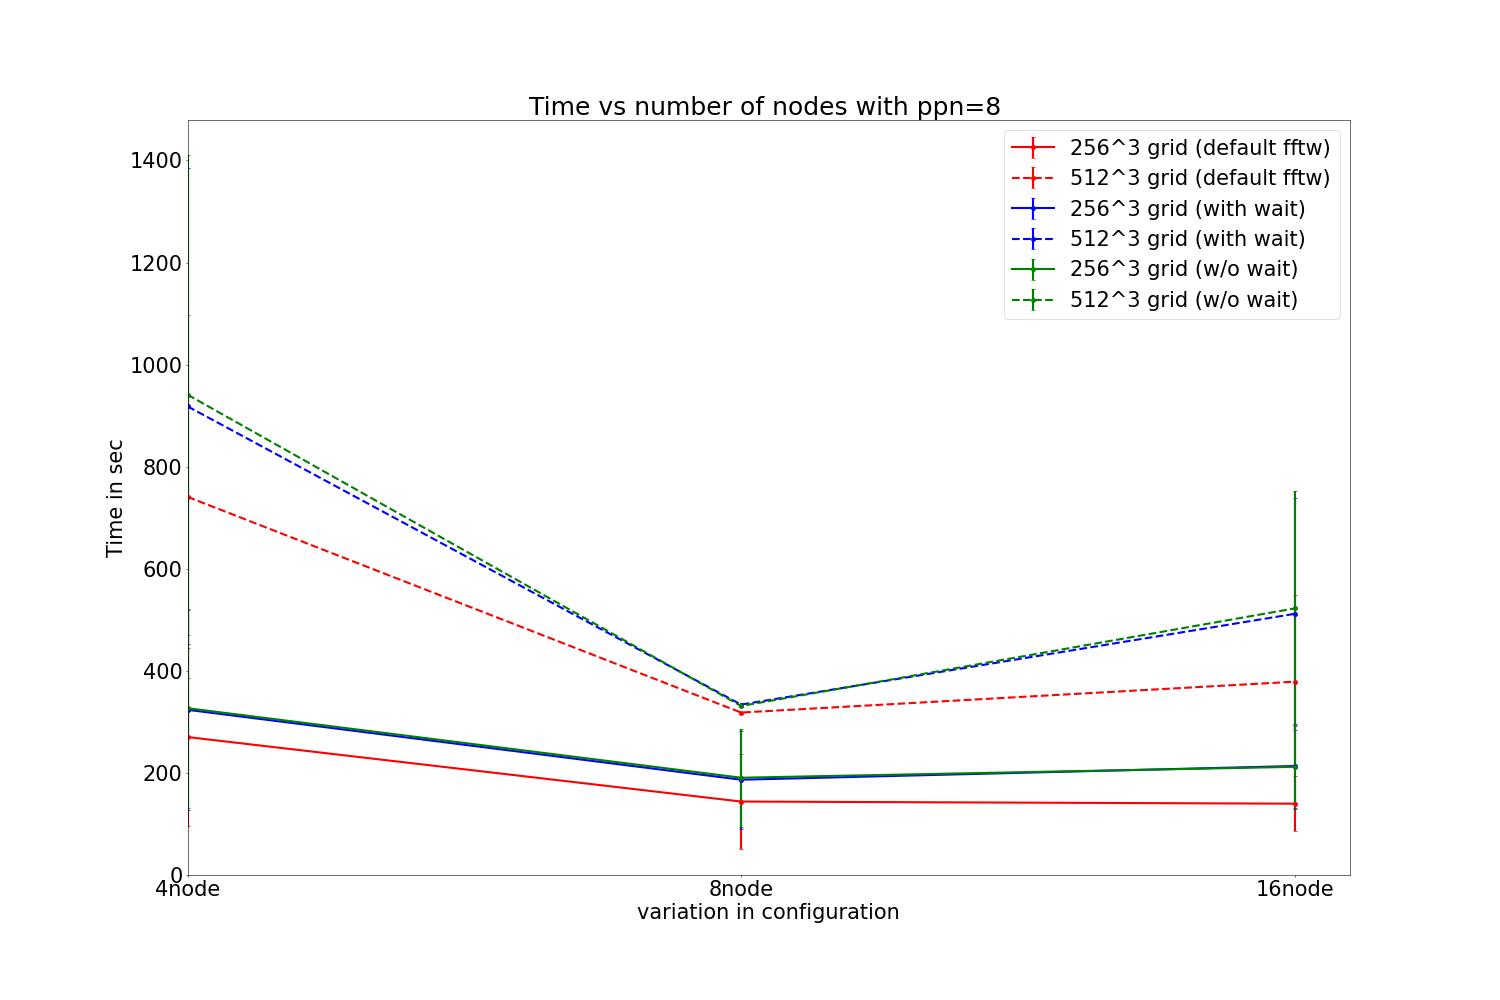 Time vs number of nodes with ppn=8
1400
1200
1000
800
600
400
200
0
Time in sec
256^3 grid (default fftw)
512^3 grid (default fftw)
256^3 grid (with wait)
512^3 grid (with wait)
256^3 grid (w/o wait)
512^3 grid (w/o wait)
4node 8node 16node
variation in configuration